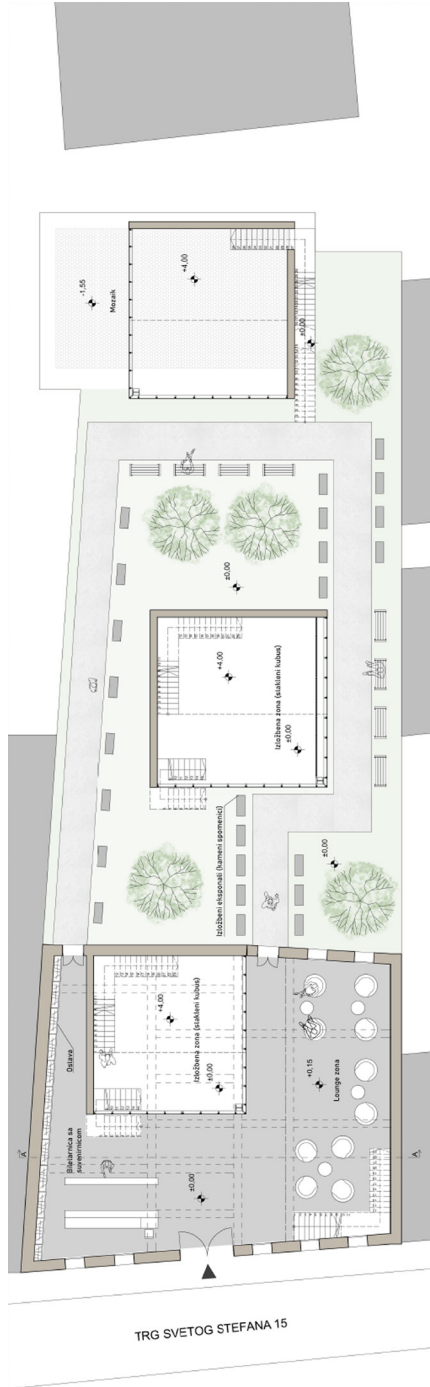 -1,55
Mozaik
+4,00
±0,00
±0,00
+4,00
Izložbena zona (stakleni kubus)
±0,00
Izložbeni eksponati (kameni spomenici)
±0,00
Ostava
+4,00
Izložbena zona (stakleni kubus)
±0,00
Biletarnica sa
suvenirnicom
A
±0,00
+0,15
Lounge zona
A
TRG SVETOG STEFANA 15